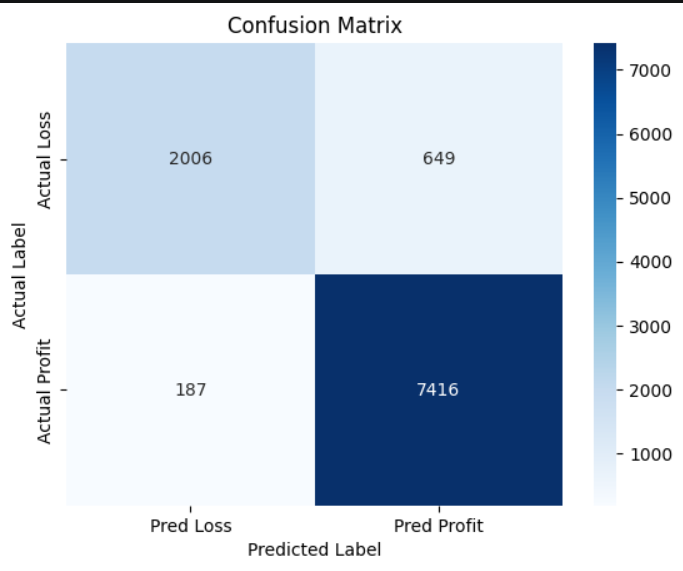 Confusion Matrix
Actual Label
Actual Loss
2006
649
Actual Profit
187
7416
Pred Loss
Pred Profit
Predicted Label
7000
6000
5000
4000
3000
2000
1000